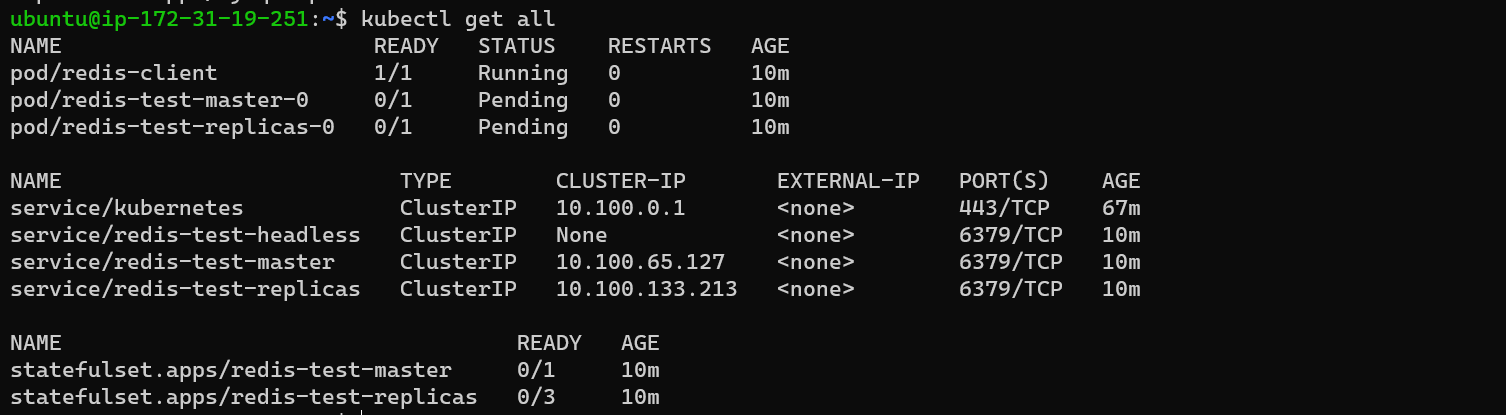 ubuntu@ip-172-31-19-251:~$ kubectl get all
NAME                        READY   STATUS    RESTARTS   AGE
pod/redis-client            1/1     Running   0          10m
pod/redis-test-master-0     0/1     Pending   0          10m
pod/redis-test-replicas-0   0/1     Pending   0          10m

NAME                          TYPE        CLUSTER-IP       EXTERNAL-IP   PORT(S)    AGE
service/kubernetes            ClusterIP   10.100.0.1       <none>        443/TCP    67m
service/redis-test-headless   ClusterIP   None             <none>        6379/TCP   10m
service/redis-test-master     ClusterIP   10.100.65.127    <none>        6379/TCP   10m
service/redis-test-replicas   ClusterIP   10.100.133.213   <none>        6379/TCP   10m

NAME                                   READY   AGE
statefulset.apps/redis-test-master     0/1     10m
statefulset.apps/redis-test-replicas   0/3     10m